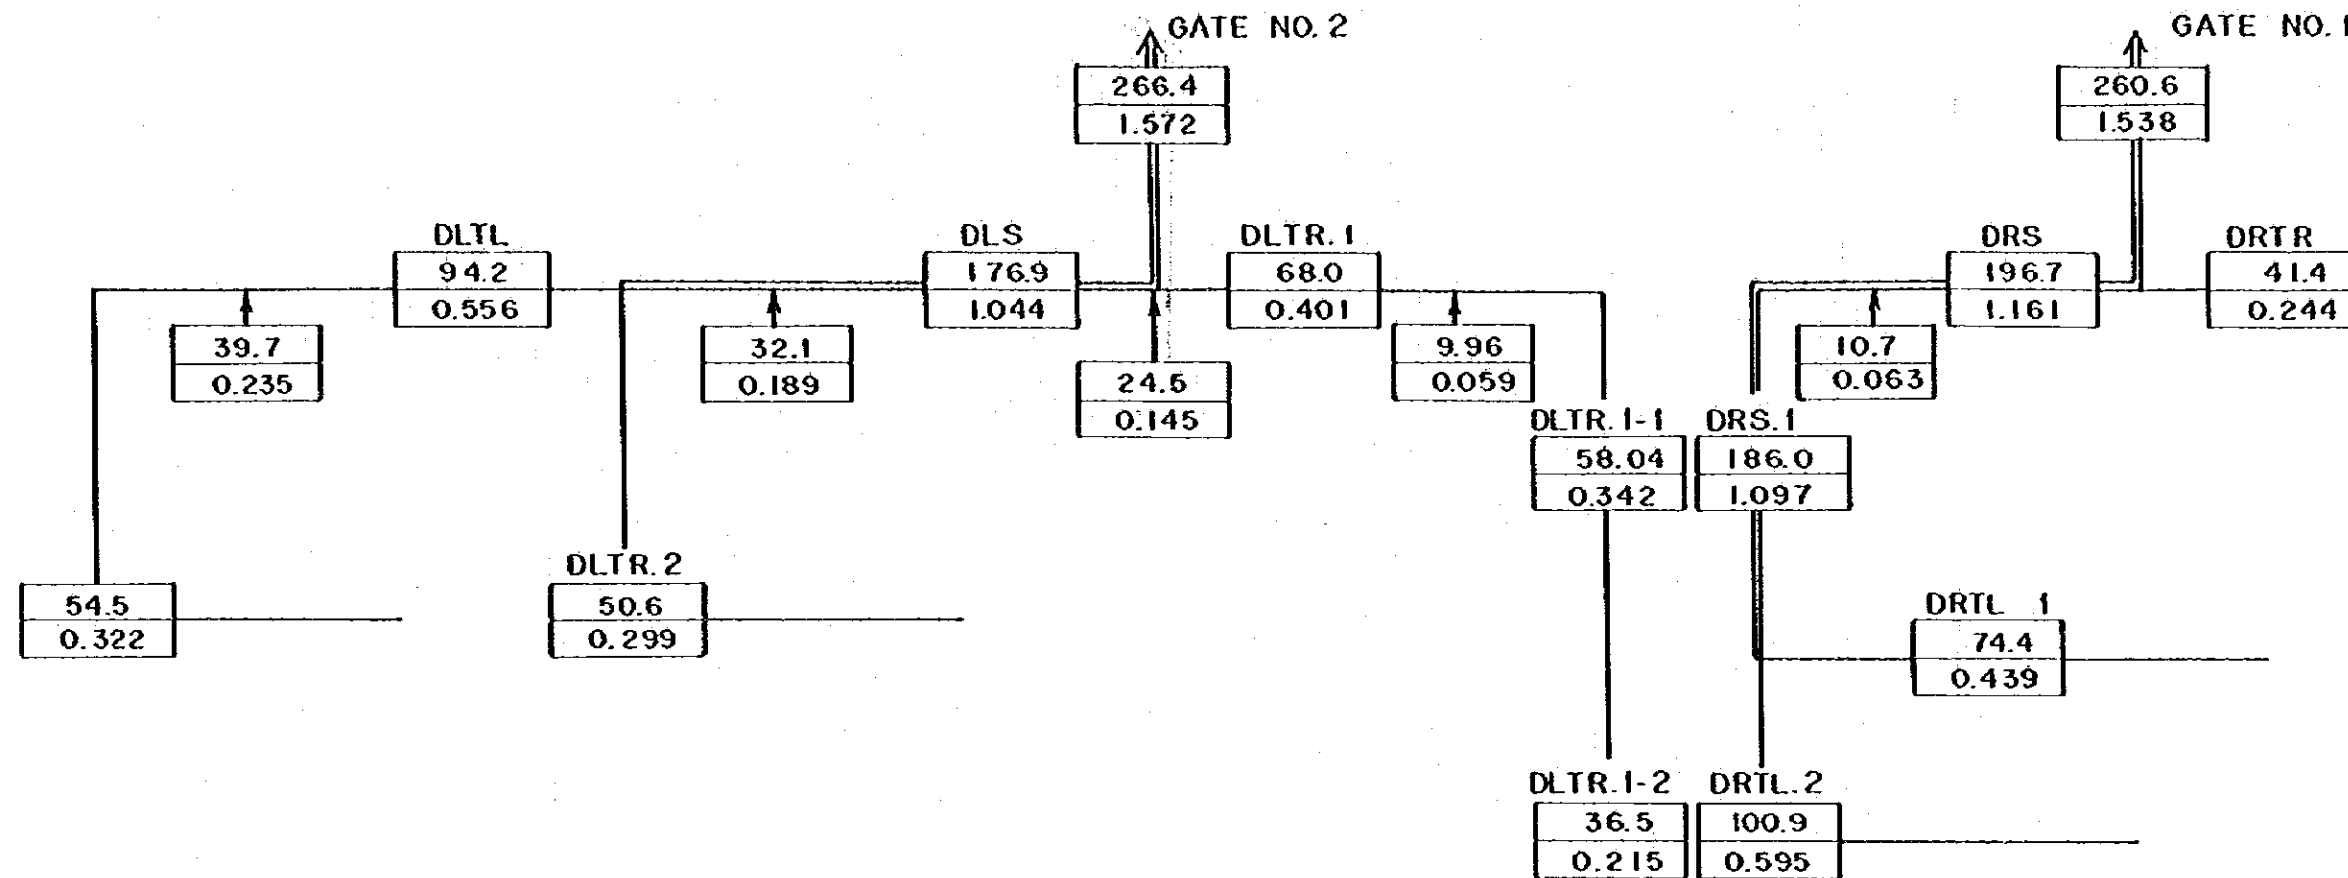 GATE NO. 2
GATE NO. 1
266.4
1.572
260.6
1.538
DLTL
94.2
0.556
DLS
176.9
1.044
DLTR. 1
68.0
0.401
DRS
196.7
1.161
DRTR
41.4
0.244
39.7
0.235
32.1
0.189
24.5
0.145
9.96
0.059
10.7
0.063
DLTR. 1-1
58.04
0.342
DRS. 1
186.0
1.097
54.5
0.322
DLTR. 2
50.6
0.299
DRTL 1
74.4
0.439
DLTR. 1-2
36.5
0.215
DRTL. 2
100.9
0.595